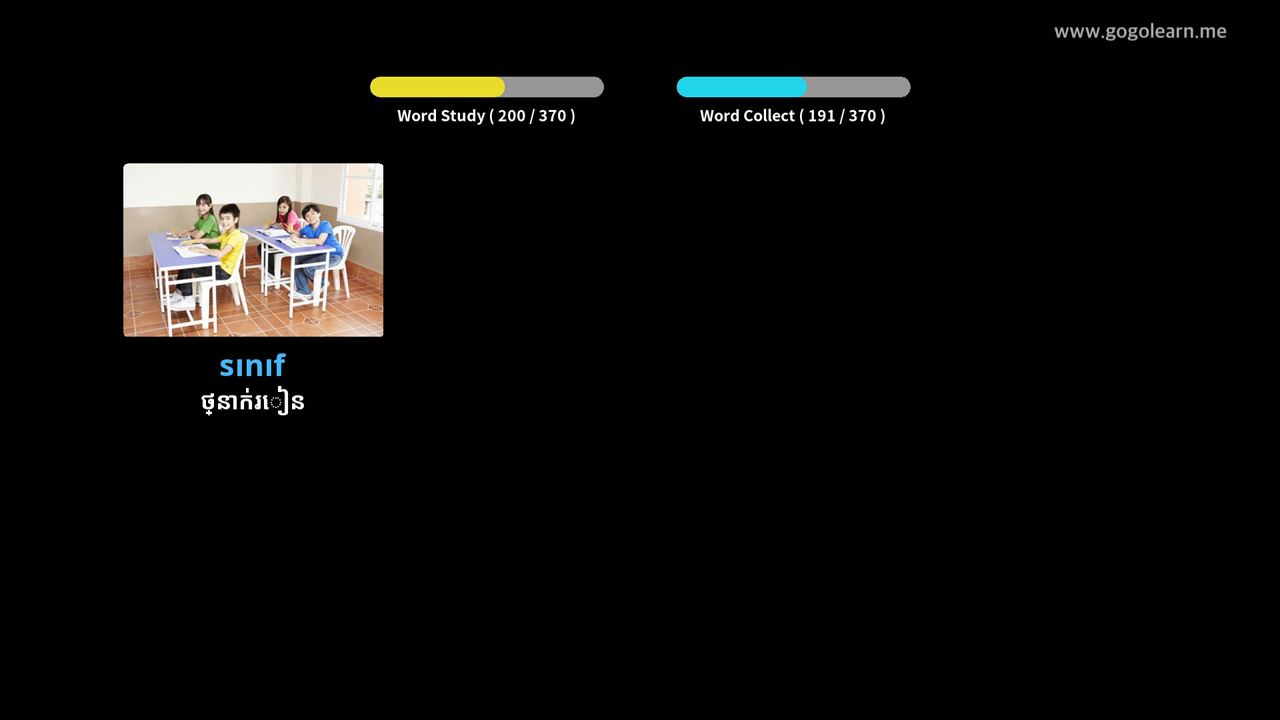 www.gogolearn.me
Word Study ( 200 / 370 )
Word Collect ( 191 / 370 )
sınıf
ថ្នាក់រៀន